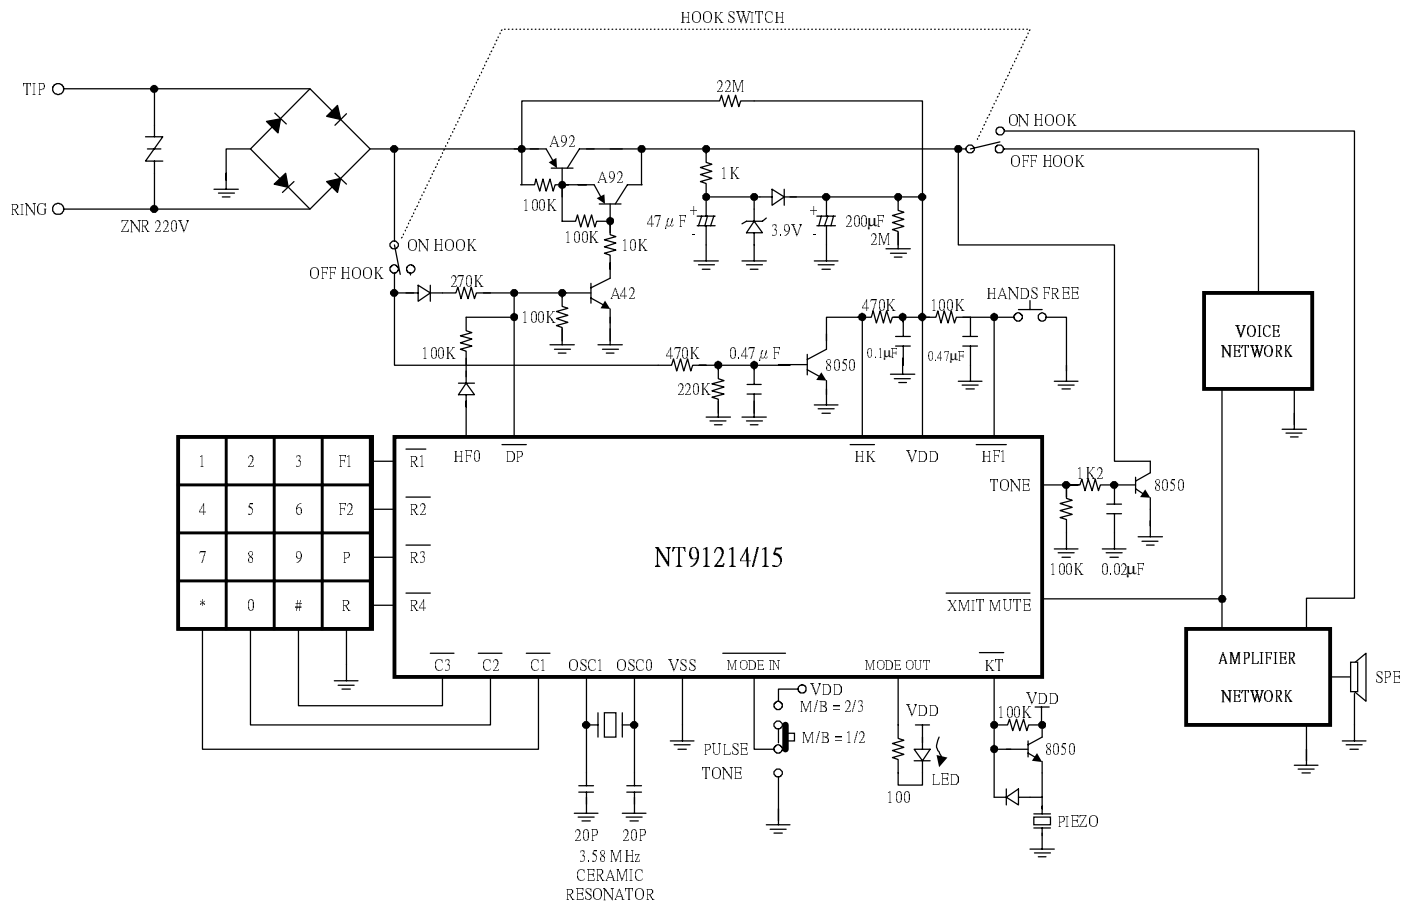 HOOK SWITCH
TIP
22M
ON HOOK
OFF HOOK
A92
A92
1K
100K
RING
ZNR 220V
47μF
+
-
3.9V
+
-
200μF
2M
100K
10K
ON HOOK
OFF HOOK
270K
A42
100K
HANDS FREE
470K
100K
100K
470K
0.47μF
8050
0.1μF
0.47μF
220K
VOICE
NETWORK
1
2
3
F1
4
5
6
F2
7
8
9
P
*
0
#
R
R1
R2
R3
R4
HF0
DP
HK
VDD
HF1
TONE
1K2
8050
NT91214/15
100K
0.02μF
XMIT MUTE
C3
C2
C1
OSC1
OSC0
VSS
MODE IN
MODE OUT
KT
AMPLIFIER
NETWORK
SPE
VDD
M/B = 2/3
M/B = 1/2
PULSE
TONE
VDD
LED
100
VDD
100K
8050
PIEZO
20P
20P
3.58 MHz
CERAMIC
RESONATOR